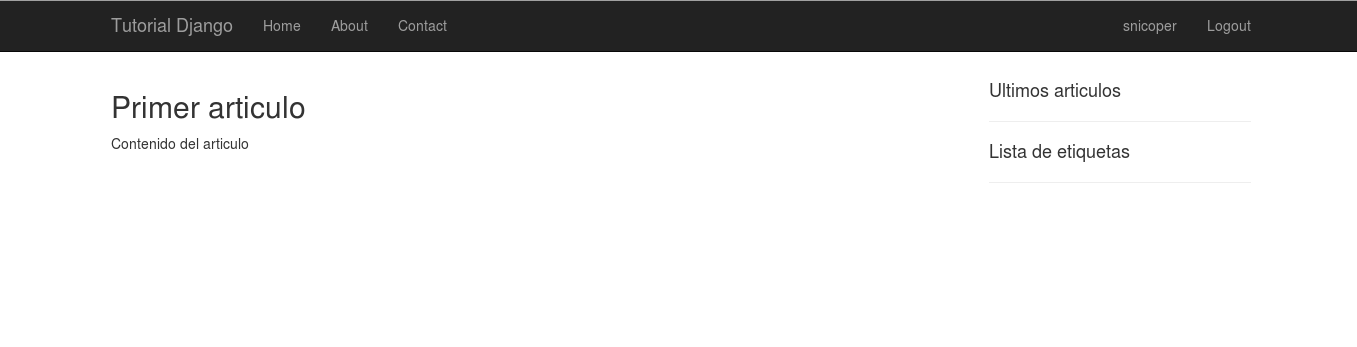 Tutorial Django Home About Contact snicoper Logout
Primer articulo
Contenido del articulo
Ultimos articulos
Lista de etiquetas